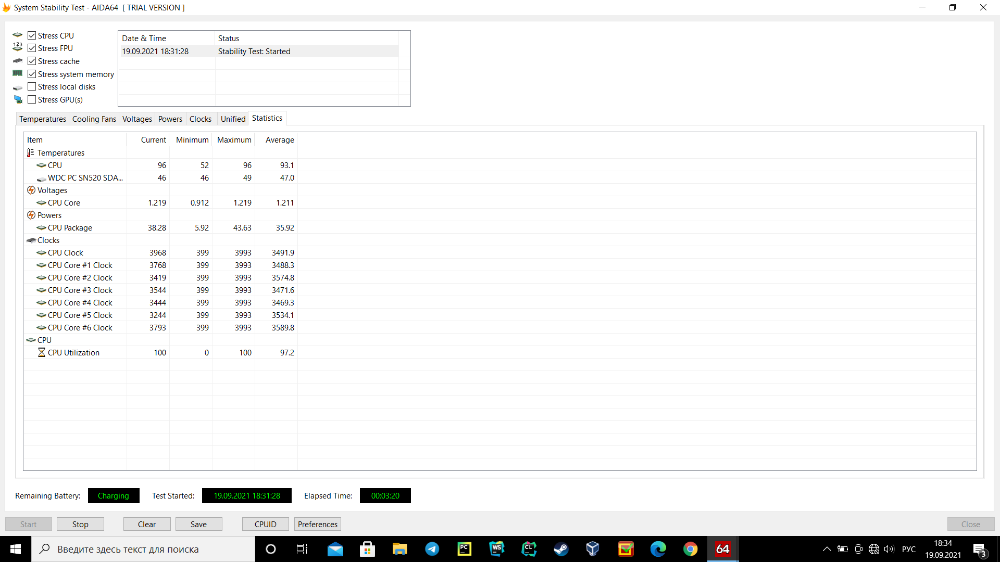 System Stability Test - AIDA64 [ TRIAL VERSION ]
Stress CPU
123
Stress FPU
Stress cache
Stress system memory
Stress local disks
Stress GPU(s)
Date & Time Status
19.09.2021 18:31:28 Stability Test: Started
Temperatures Cooling Fans Voltages Powers Clocks Unified Statistics
Item Current Minimum Maximum Average
Temperatures
CPU 96 52 96 93.1
WDC PC SN520 SDA... 46 46 49 47.0
Voltages
CPU Core 1.219 0.912 1.219 1.211
Powers
CPU Package 38.28 5.92 43.63 35.92
Clocks
CPU Clock 3968 399 3993 3491.9
CPU Core #1 Clock 3768 399 3993 3488.3
CPU Core #2 Clock 3419 399 3993 3574.8
CPU Core #3 Clock 3544 399 3993 3471.6
CPU Core #4 Clock 3444 399 3993 3469.3
CPU Core #5 Clock 3244 399 3993 3534.1
CPU Core #6 Clock 3793 399 3993 3589.8
CPU
CPU Utilization 100 0 100 97.2
Remaining Battery: Charging Test Started: 19.09.2021 18:31:28 Elapsed Time: 00:03:20
Start Stop Clear Save CPUID Preferences Close
Введите здесь текст для поиска
PC
WS
CL
64
РУС
18:34
19.09.2021
3